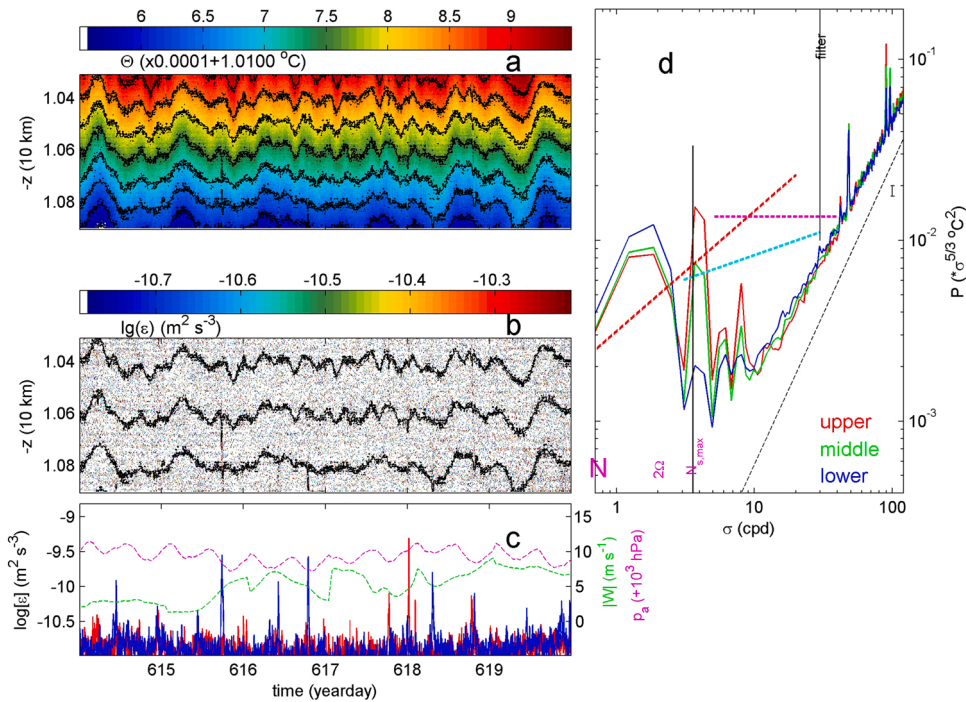 6 6.5 7 7.5 8 8.5 9
Θ (x0.0001+1.0100 °C)
a
-z (10 km)
1.04
1.06
1.08
-10.7 -10.6 -10.5 -10.4 -10.3
lg(ε) (m² s⁻³)
b
-z (10 km)
1.04
1.06
1.08
c
log[ε] (m² s⁻³)
-9
-9.5
-10
-10.5
15
10
5
0
|W| (m s⁻¹)
pₐ (+10³ hPa)
615 616 617 618 619
time (yearday)
d
filter
N
2Ω
N s,max
upper
middle
lower
10⁻¹
10⁻²
10⁻³
P (*σ^5/3 °C²)
1 10 100
σ (cpd)